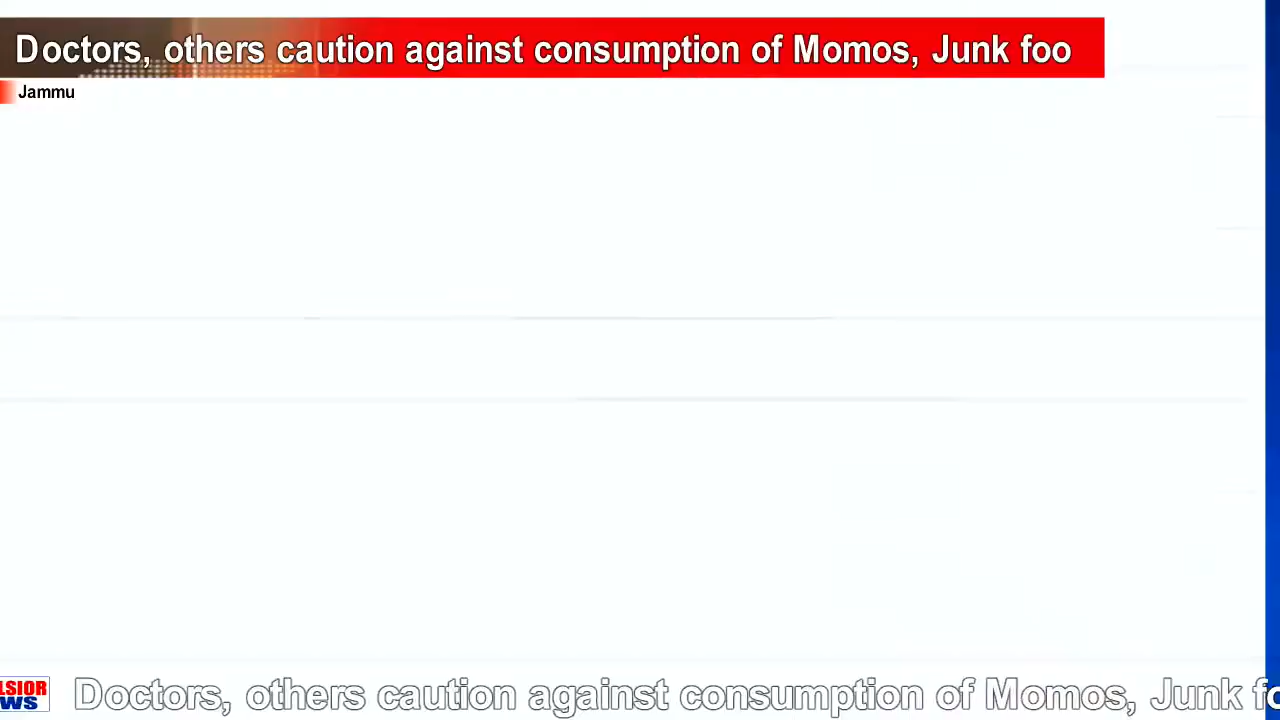 Doctors, others caution against consumption of Momos, Junk foo
Jammu
LSIOR
WS
Doctors, others caution against consumption of Momos, Junk fo